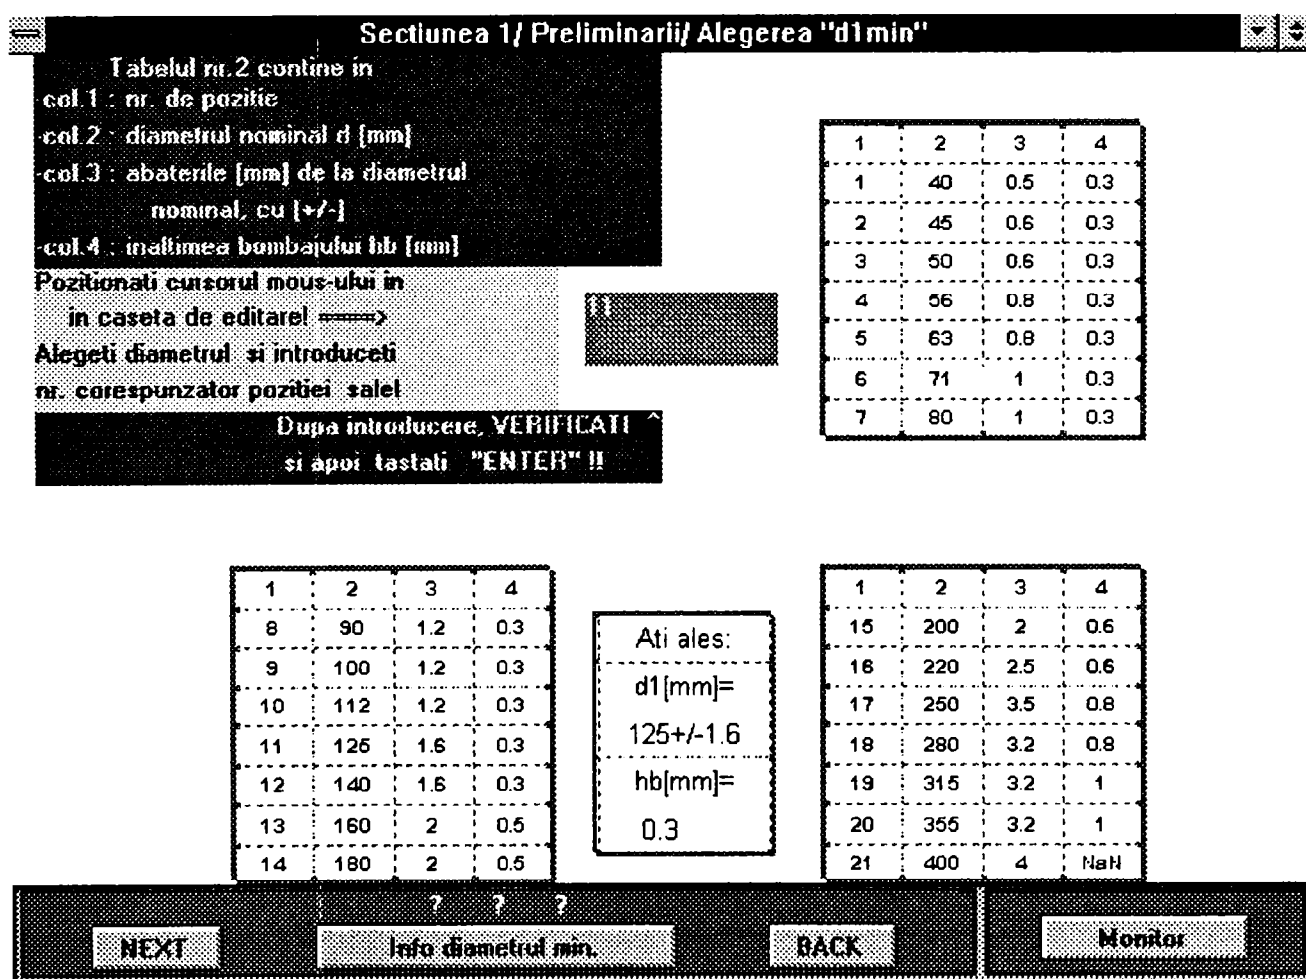 Sectiunea 1/ Preliminarii/ Alegerea "d1min"
Tabelul nr.2 contine in
-col.1 : nr. de pozitie
-col.2 : diametrul nominal d [mm]
-col.3 : abaterile [mm] de la diametrul
nominal, cu [+/-]
-col.4 : inaltimea bombajului hb [mm]
Pozitionati cursorul mous-ului in
in caseta de editare! ====>
Alegeti diametrul si introduceti
nr. corespunzator pozitiei sale!
Dupa introducere, VERIFICATI ^
si apoi tastati "ENTER" !!
11
1 2 3 4
1 40 0.5 0.3
2 45 0.6 0.3
3 50 0.6 0.3
4 56 0.8 0.3
5 63 0.8 0.3
6 71 1 0.3
7 80 1 0.3
1 2 3 4
8 90 1.2 0.3
9 100 1.2 0.3
10 112 1.2 0.3
11 125 1.6 0.3
12 140 1.6 0.3
13 160 2 0.5
14 180 2 0.5
Ati ales:
d1[mm]=
125+/-1.6
hb[mm]=
0.3
1 2 3 4
15 200 2 0.6
16 220 2.5 0.6
17 250 3.5 0.8
18 280 3.2 0.8
19 315 3.2 1
20 355 3.2 1
21 400 4 NaN
? ? ?
NEXT Info diametrul min. BACK Monitor